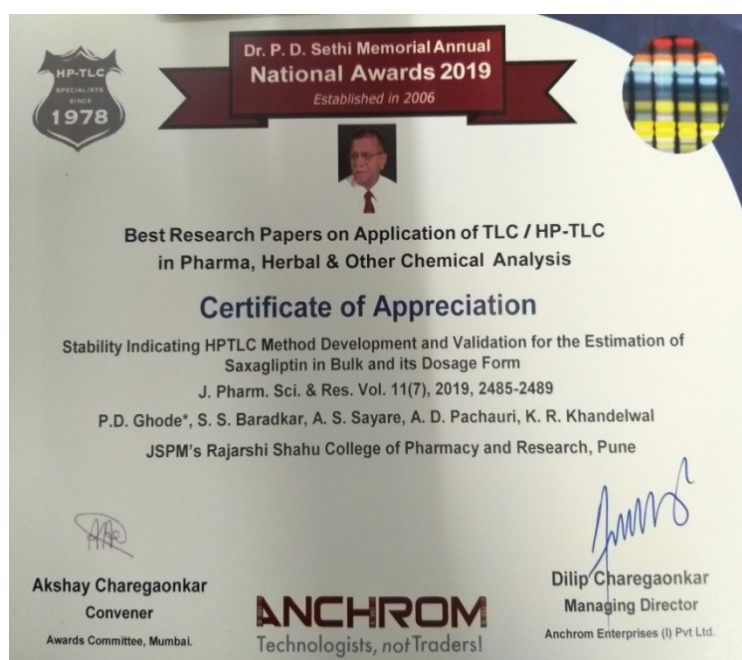 HP-TLC
SPECIALISTS
SINCE
1978
Dr. P. D. Sethi Memorial Annual
National Awards 2019
Established in 2006
Best Research Papers on Application of TLC / HP-TLC
in Pharma, Herbal & Other Chemical Analysis
Certificate of Appreciation
Stability Indicating HPTLC Method Development and Validation for the Estimation of
Saxagliptin in Bulk and its Dosage Form
J. Pharm. Sci. & Res. Vol. 11(7), 2019, 2485-2489
P.D. Ghode*, S. S. Baradkar, A. S. Sayare, A. D. Pachauri, K. R. Khandelwal
JSPM's Rajarshi Shahu College of Pharmacy and Research, Pune
Akshay Charegaonkar
Convener
Awards Committee, Mumbai.
ANCHROM
Technologists, not Traders!
Dilip Charegaonkar
Managing Director
Anchrom Enterprises (I) Pvt Ltd.